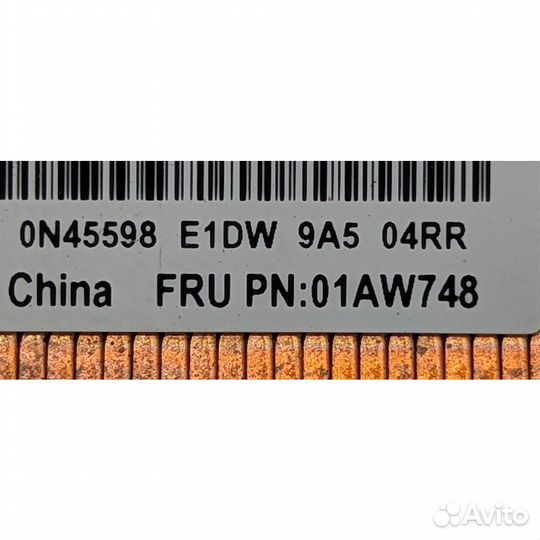 0N45598 E1DW 9A5 04RR
China FRU PN:01AW748
Avito